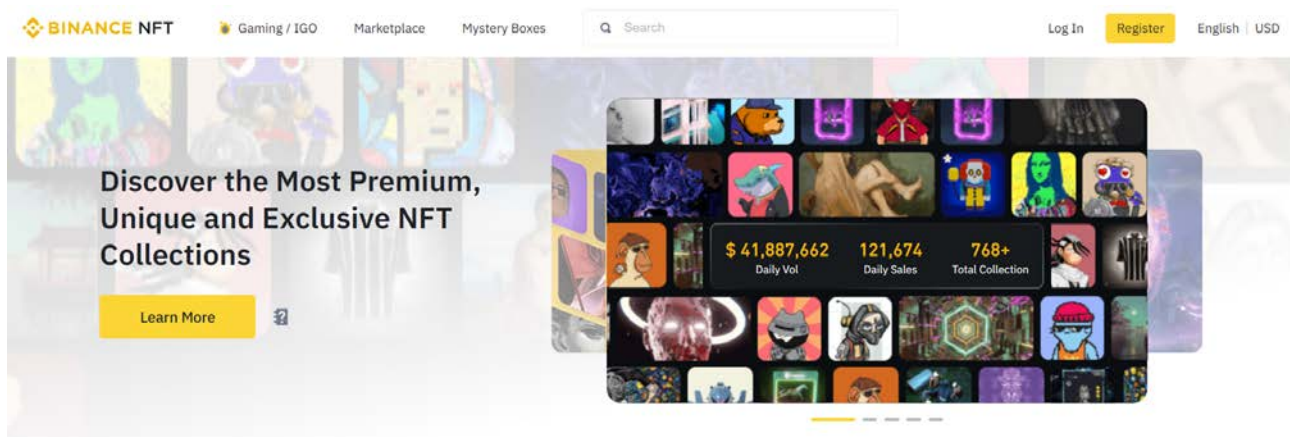 BINANCE NFT
Gaming / IGO
Marketplace
Mystery Boxes
Search
Log In
Register
English | USD
Discover the Most Premium,
Unique and Exclusive NFT
Collections
Learn More
$ 41,887,662
Daily Vol
121,674
Daily Sales
768+
Total Collection